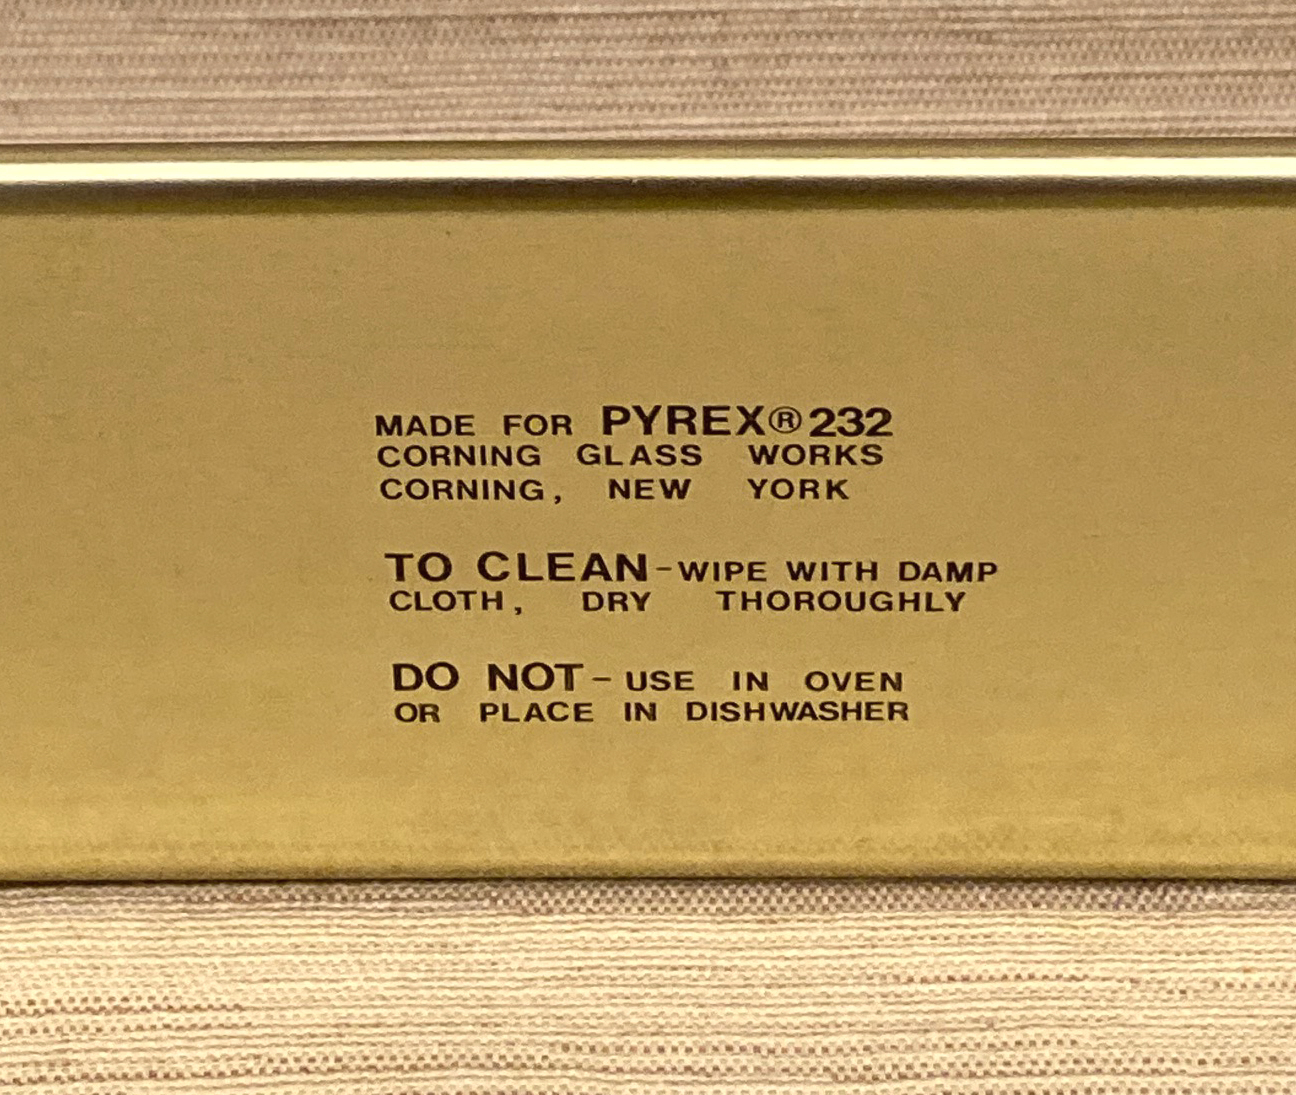 MADE FOR PYREX® 232
CORNING GLASS WORKS
CORNING, NEW YORK
TO CLEAN-WIPE WITH DAMP
CLOTH, DRY THOROUGHLY
DO NOT-USE IN OVEN
OR PLACE IN DISHWASHER